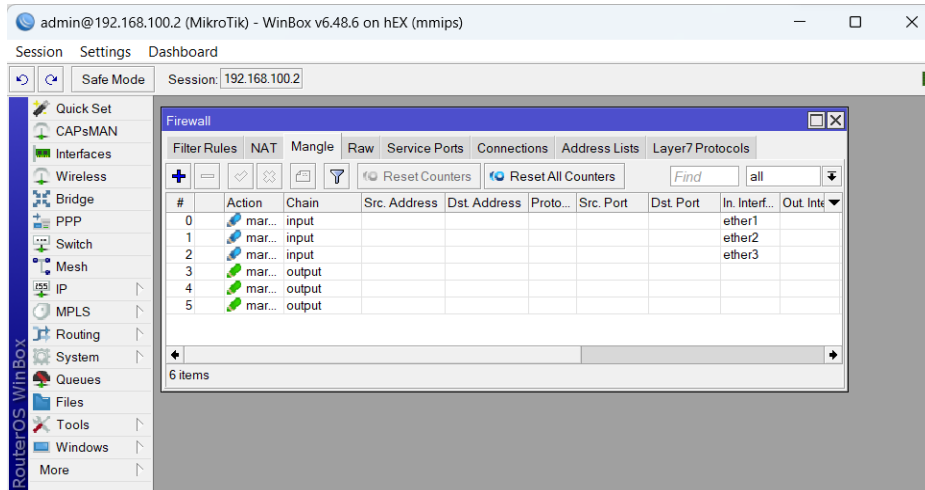 admin@192.168.100.2 (MikroTik) - WinBox v6.48.6 on hEX (mmips)
Session Settings Dashboard
Safe Mode Session: 192.168.100.2
Quick Set
CAPsMAN
Interfaces
Wireless
Bridge
PPP
Switch
Mesh
IP
MPLS
Routing
System
Queues
Files
Tools
Windows
More
RouterOS WinBox
Firewall
Filter Rules NAT Mangle Raw Service Ports Connections Address Lists Layer7 Protocols
Reset Counters Reset All Counters Find all
# Action Chain Src. Address Dst. Address Proto... Src. Port Dst. Port In. Interf... Out. Inte
0 mar... input ether1
1 mar... input ether2
2 mar... input ether3
3 mar... output
4 mar... output
5 mar... output
6 items